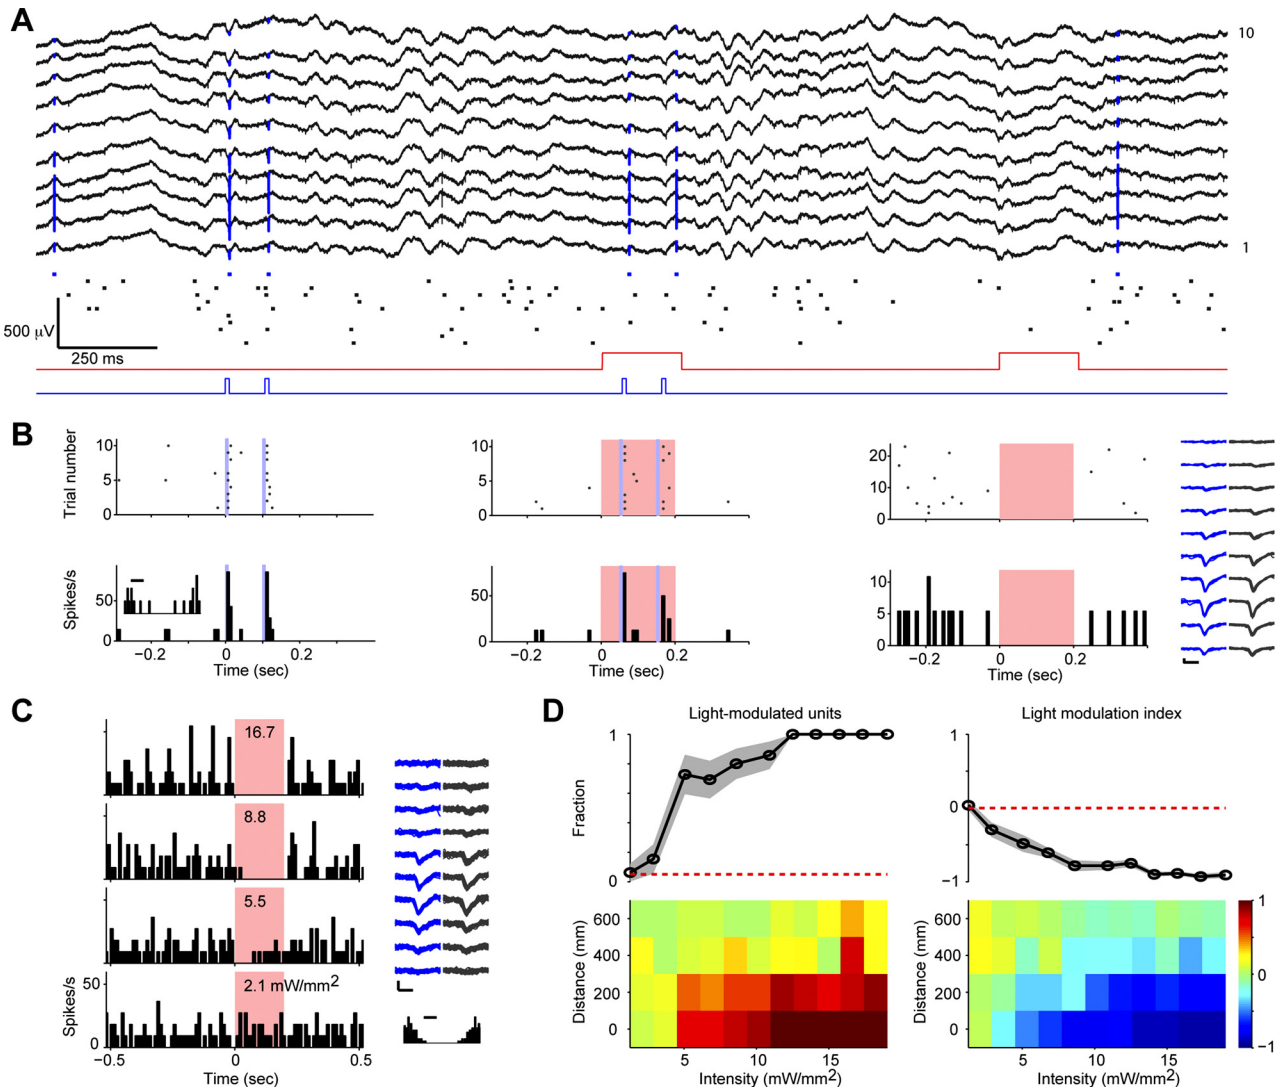 A
10
1
500 μV
250 ms
B
Trial number
10
5
0
10
5
0
20
10
0
Spikes/s
50
0
50
0
10
5
0
−0.2 0 0.2
−0.2 0 0.2
−0.2 0 0.2
Time (sec)
Time (sec)
Time (sec)
C
16.7
8.8
5.5
2.1 mW/mm2
Spikes/s
50
0
−0.5 0 0.5
Time (sec)
D
Light-modulated units
Light modulation index
Fraction
1
0
1
0
−1
Distance (mm)
600
400
200
0
5 10 15
Intensity (mW/mm2)
Distance (mm)
600
400
200
0
5 10 15
Intensity (mW/mm2)
1
0
−1